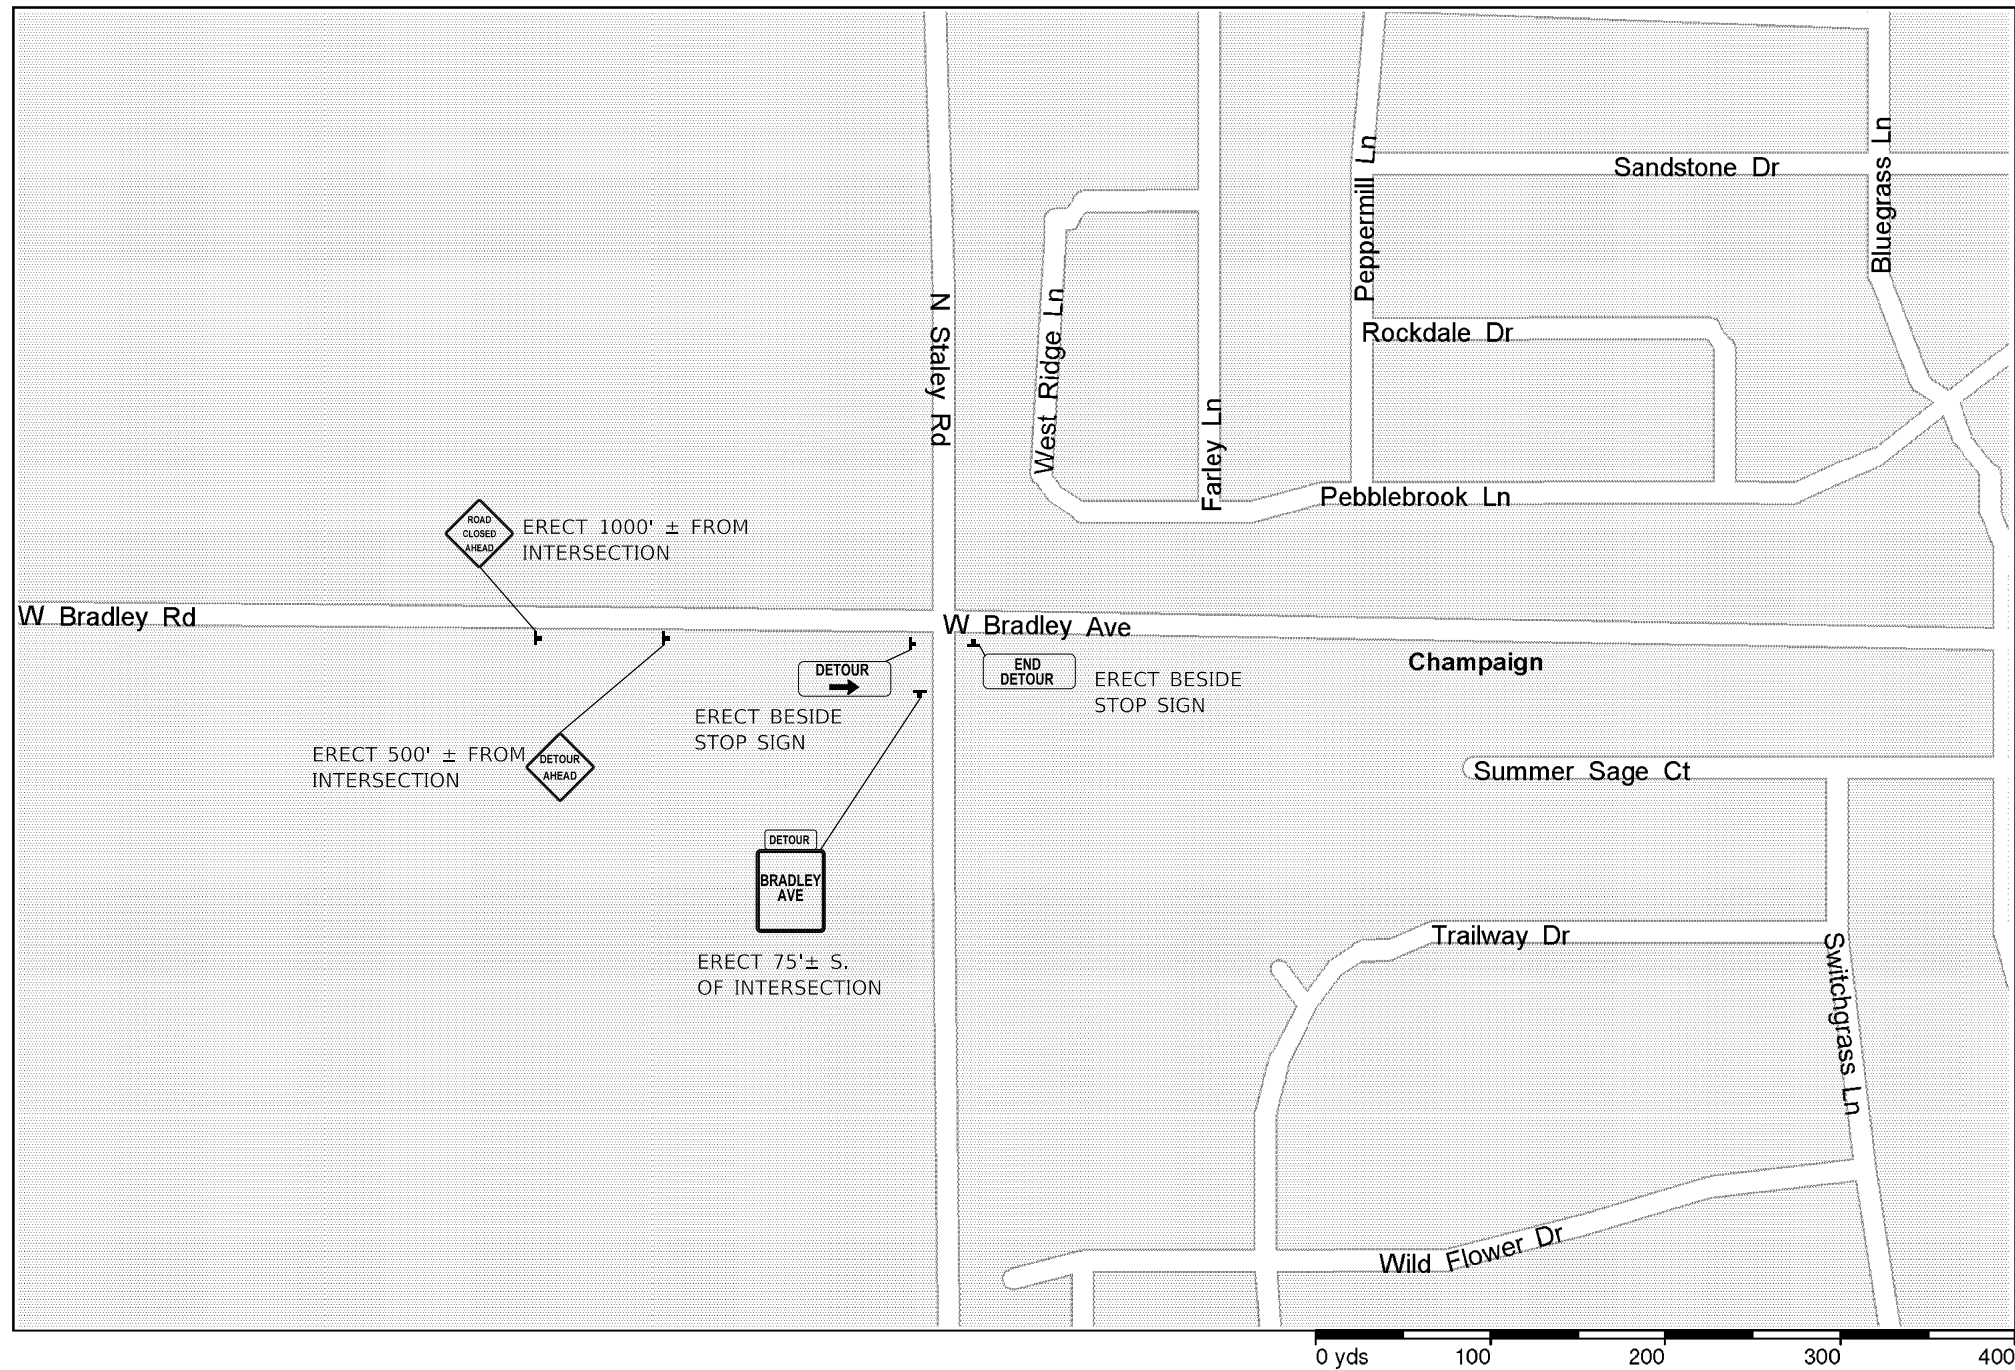 Sandstone Dr
Peppermill Ln
Bluegrass Ln
N Staley Rd
West Ridge Ln
Farley Ln
Rockdale Dr
Pebblebrook Ln
ROAD
CLOSED
AHEAD
ERECT 1000' ± FROM
INTERSECTION
W Bradley Rd
W Bradley Ave
Champaign
DETOUR
END
DETOUR
ERECT BESIDE
STOP SIGN
ERECT BESIDE
STOP SIGN
ERECT 500' ± FROM
INTERSECTION
DETOUR
AHEAD
Summer Sage Ct
DETOUR
BRADLEY
AVE
ERECT 75'± S.
OF INTERSECTION
Trailway Dr
Switchgrass Ln
Wild Flower Dr
0 yds 100 200 300 400